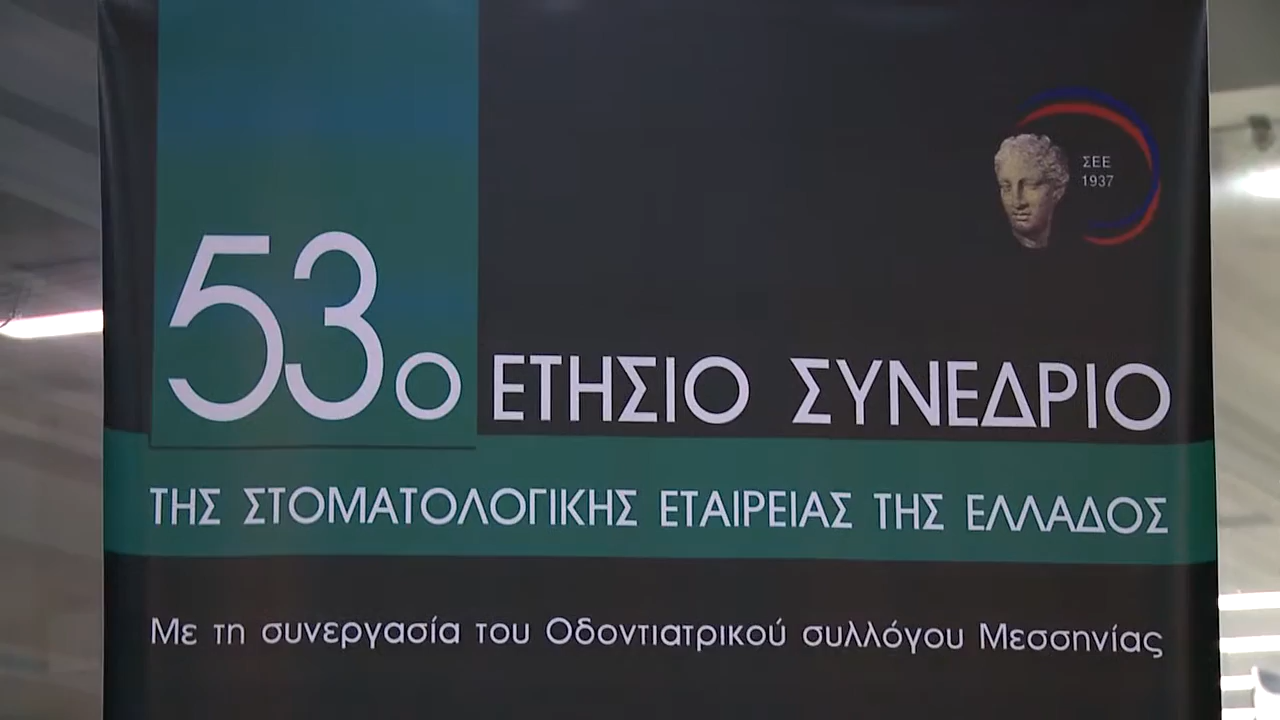 ΣΕΕ
1937
53ο ΕΤΗΣΙΟ ΣΥΝΕΔΡΙΟ
ΤΗΣ ΣΤΟΜΑΤΟΛΟΓΙΚΗΣ ΕΤΑΙΡΕΙΑΣ ΤΗΣ ΕΛΛΑΔΟΣ
Με τη συνεργασία του Οδοντιατρικού συλλόγου Μεσσηνίας